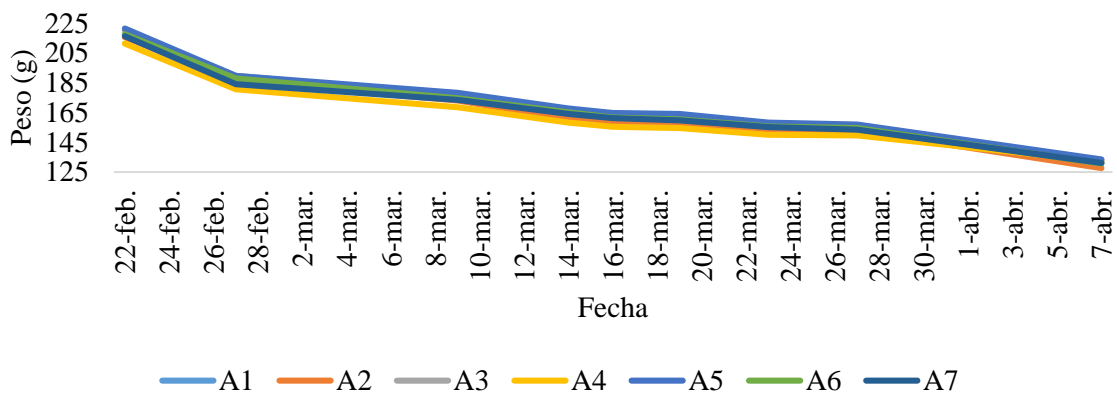 225
205
185
165
145
125
Peso (g)
22-feb.
24-feb.
26-feb.
28-feb.
2-mar.
4-mar.
6-mar.
8-mar.
10-mar.
12-mar.
14-mar.
16-mar.
18-mar.
20-mar.
22-mar.
24-mar.
26-mar.
28-mar.
30-mar.
1-abr.
3-abr.
5-abr.
7-abr.
Fecha
A1 A2 A3 A4 A5 A6 A7